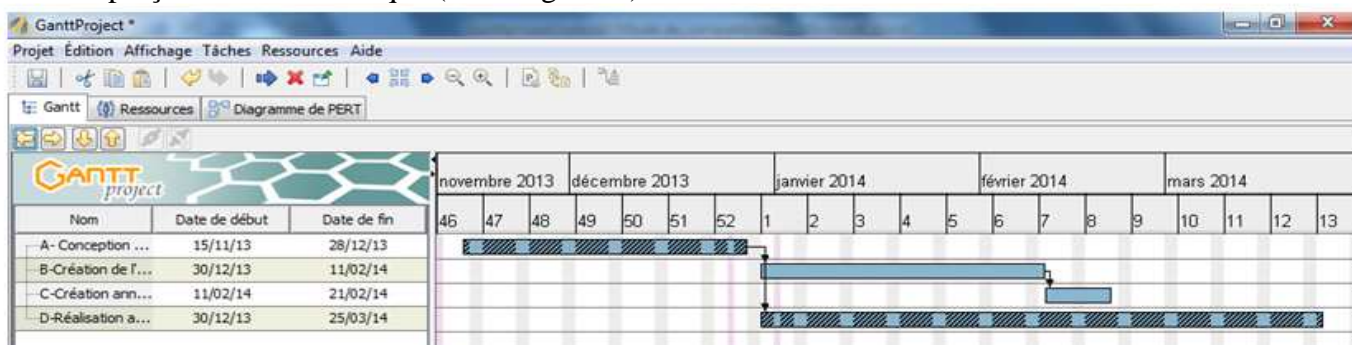 GanttProject *
Projet Édition Affichage Tâches Ressources Aide
Gantt Ressources Diagramme de PERT
GANTT project
novembre 2013 décembre 2013 janvier 2014 février 2014 mars 2014
Nom Date de début Date de fin 46 47 48 49 50 51 52 1 2 3 4 5 6 7 8 9 10 11 12 13
A- Conception ... 15/11/13 28/12/13
B-Création de l'... 30/12/13 11/02/14
C-Création ann... 11/02/14 21/02/14
D-Réalisation a... 30/12/13 25/03/14